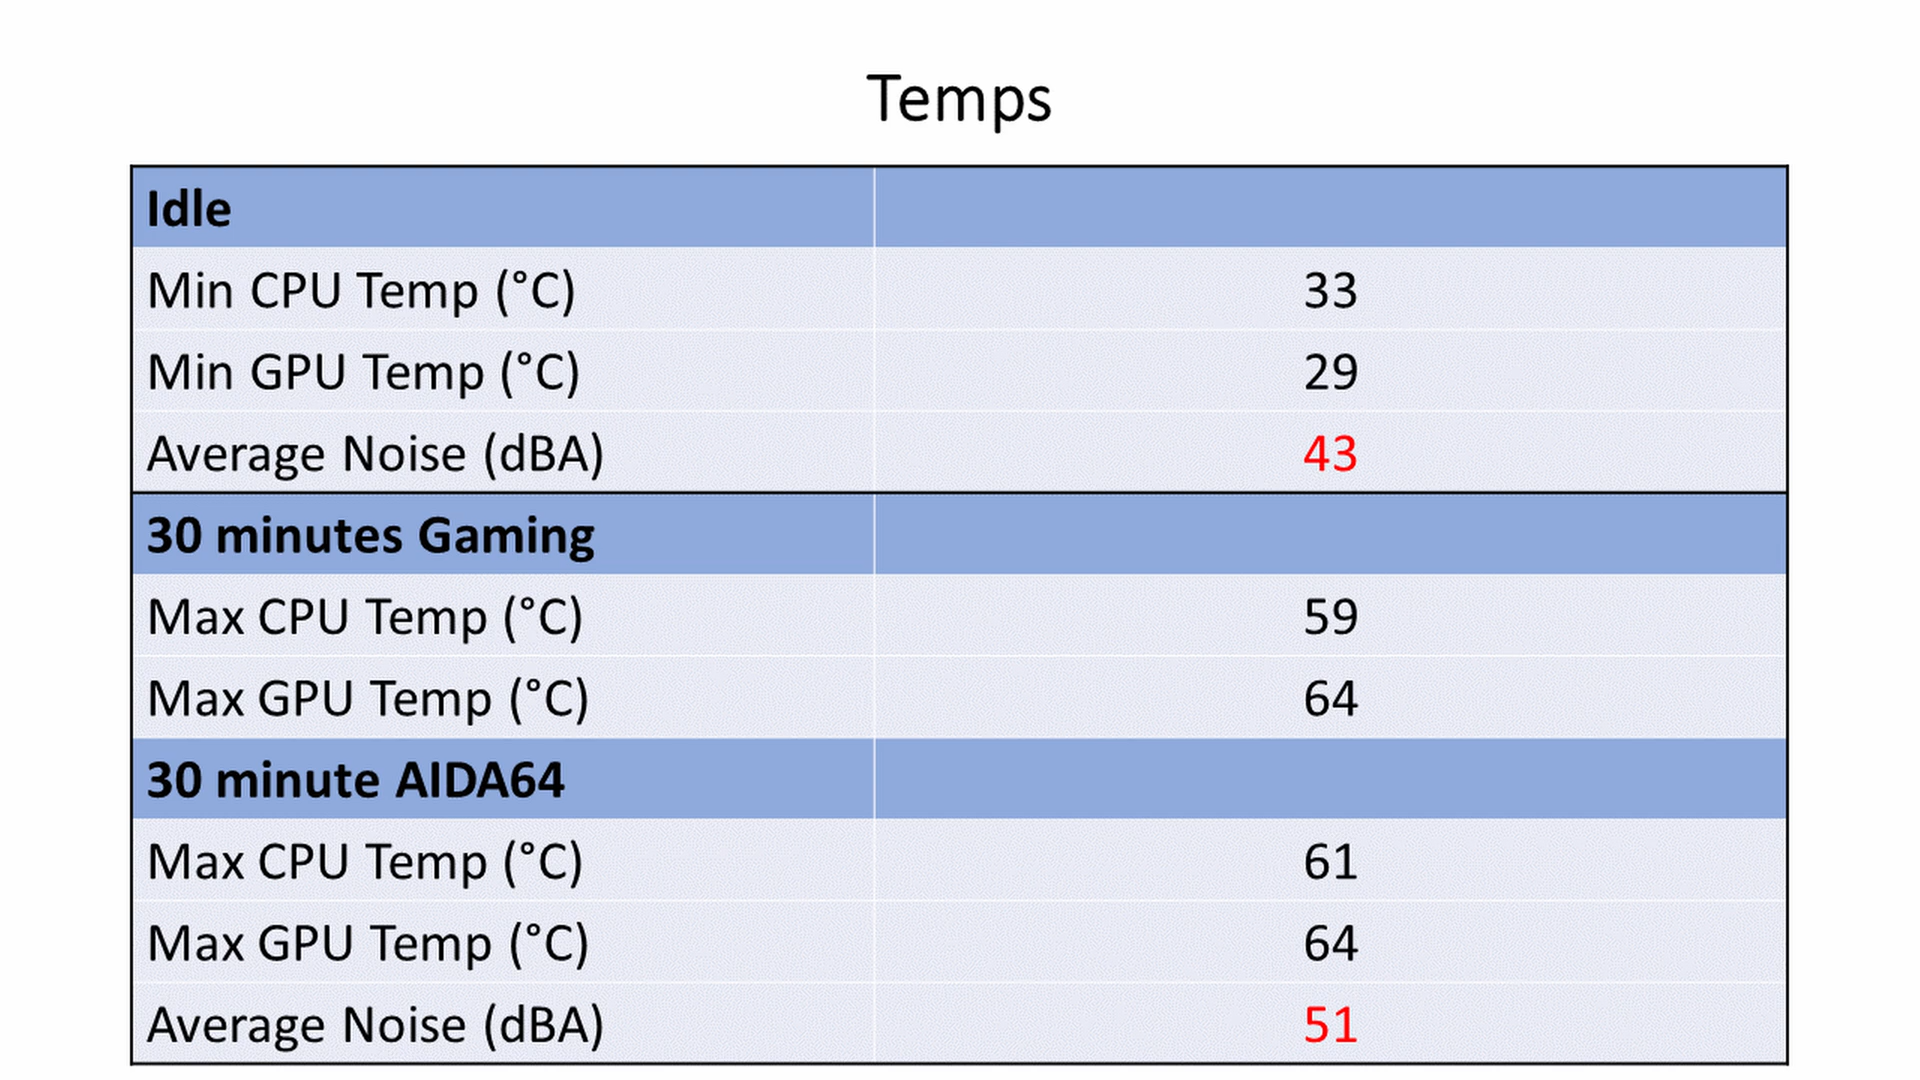 Temps
Idle
Min CPU Temp (°C) 33
Min GPU Temp (°C) 29
Average Noise (dBA) 43
30 minutes Gaming
Max CPU Temp (°C) 59
Max GPU Temp (°C) 64
30 minute AIDA64
Max CPU Temp (°C) 61
Max GPU Temp (°C) 64
Average Noise (dBA) 51